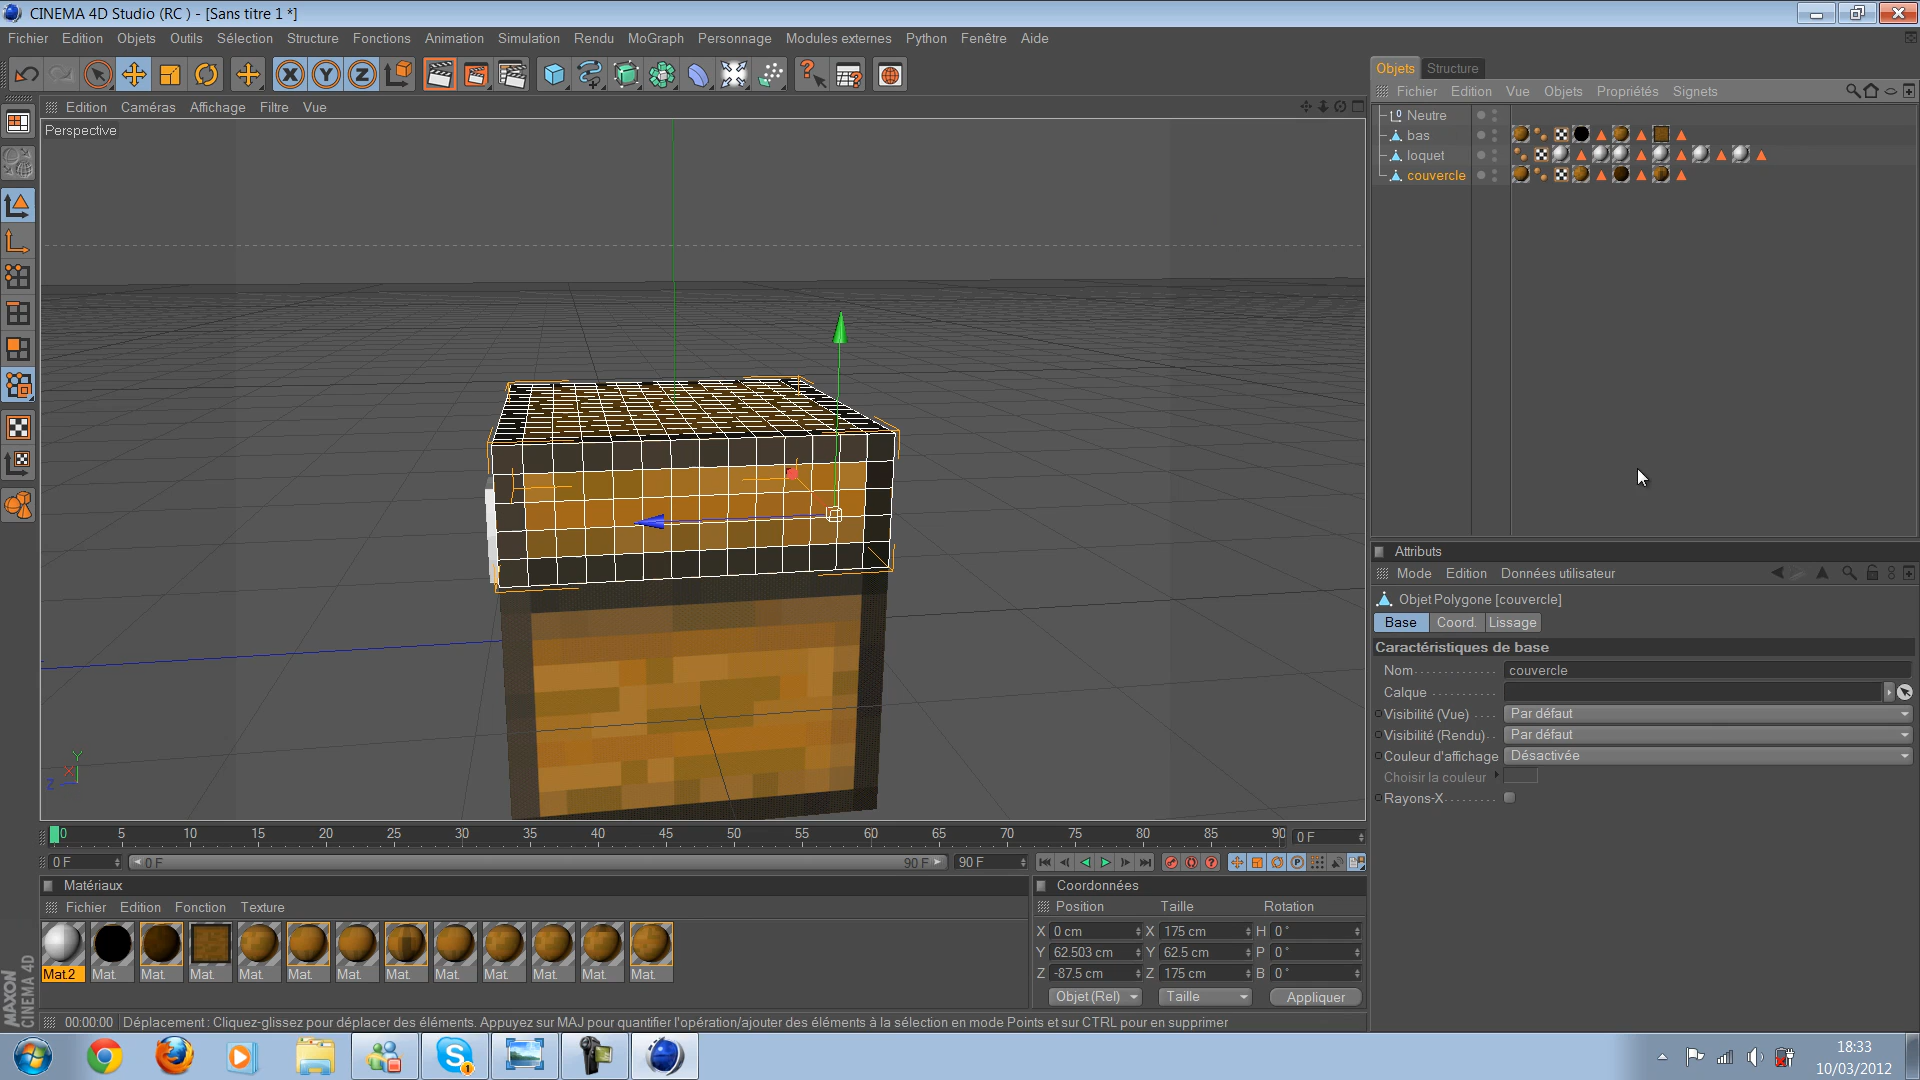 CINEMA 4D Studio (RC ) - [Sans titre 1 *]
Fichier Edition Objets Outils Sélection Structure Fonctions Animation Simulation Rendu MoGraph Personnage Modules externes Python Fenêtre Aide
X Y Z
Edition Caméras Affichage Filtre Vue
Perspective
Y
X
Z
0 5 10 15 20 25 30 35 40 45 50 55 60 65 70 75 80 85 90
0 F
0 F
0 F
90 F
90 F
Matériaux
Fichier Edition Fonction Texture
Mat.2 Mat. Mat. Mat. Mat. Mat. Mat. Mat. Mat. Mat. Mat. Mat. Mat.
MAXON
CINEMA 4D
Coordonnées
Position Taille Rotation
X 0 cm X 175 cm H 0 °
Y 62.503 cm Y 62.5 cm P 0 °
Z -87.5 cm Z 175 cm B 0 °
Objet (Rel) Taille Appliquer
00:00:00 Déplacement : Cliquez-glissez pour déplacer des éléments. Appuyez sur MAJ pour quantifier l'opération/ajouter des éléments à la sélection en mode Points et sur CTRL pour en supprimer
Objets Structure
Fichier Edition Vue Objets Propriétés Signets
Neutre
bas
loquet
couvercle
Attributs
Mode Edition Données utilisateur
Objet Polygone [couvercle]
Base Coord. Lissage
Caractéristiques de base
Nom couvercle
Calque
Visibilité (Vue) Par défaut
Visibilité (Rendu) Par défaut
Couleur d'affichage Désactivée
Choisir la couleur
Rayons-X
1
18:33
10/03/2012